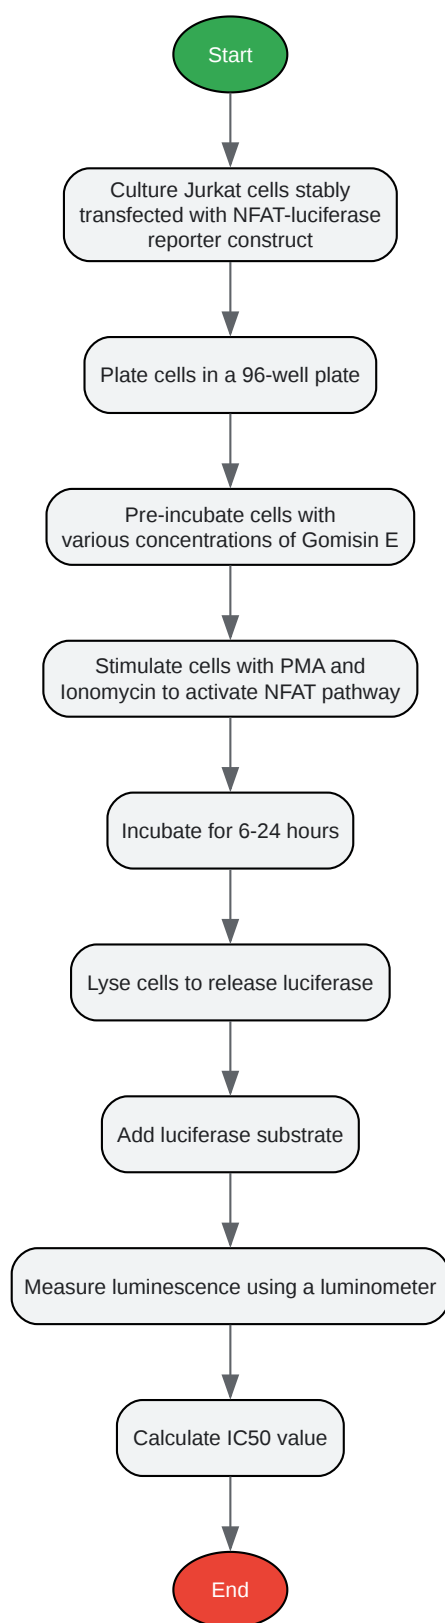 Start
Culture Jurkat cells stably
transfected with NFAT-luciferase
reporter construct
Plate cells in a 96-well plate
Pre-incubate cells with
various concentrations of Gomisin E
Stimulate cells with PMA and
Ionomycin to activate NFAT pathway
Incubate for 6-24 hours
Lyse cells to release luciferase
Add luciferase substrate
Measure luminescence using a luminometer
Calculate IC50 value
End